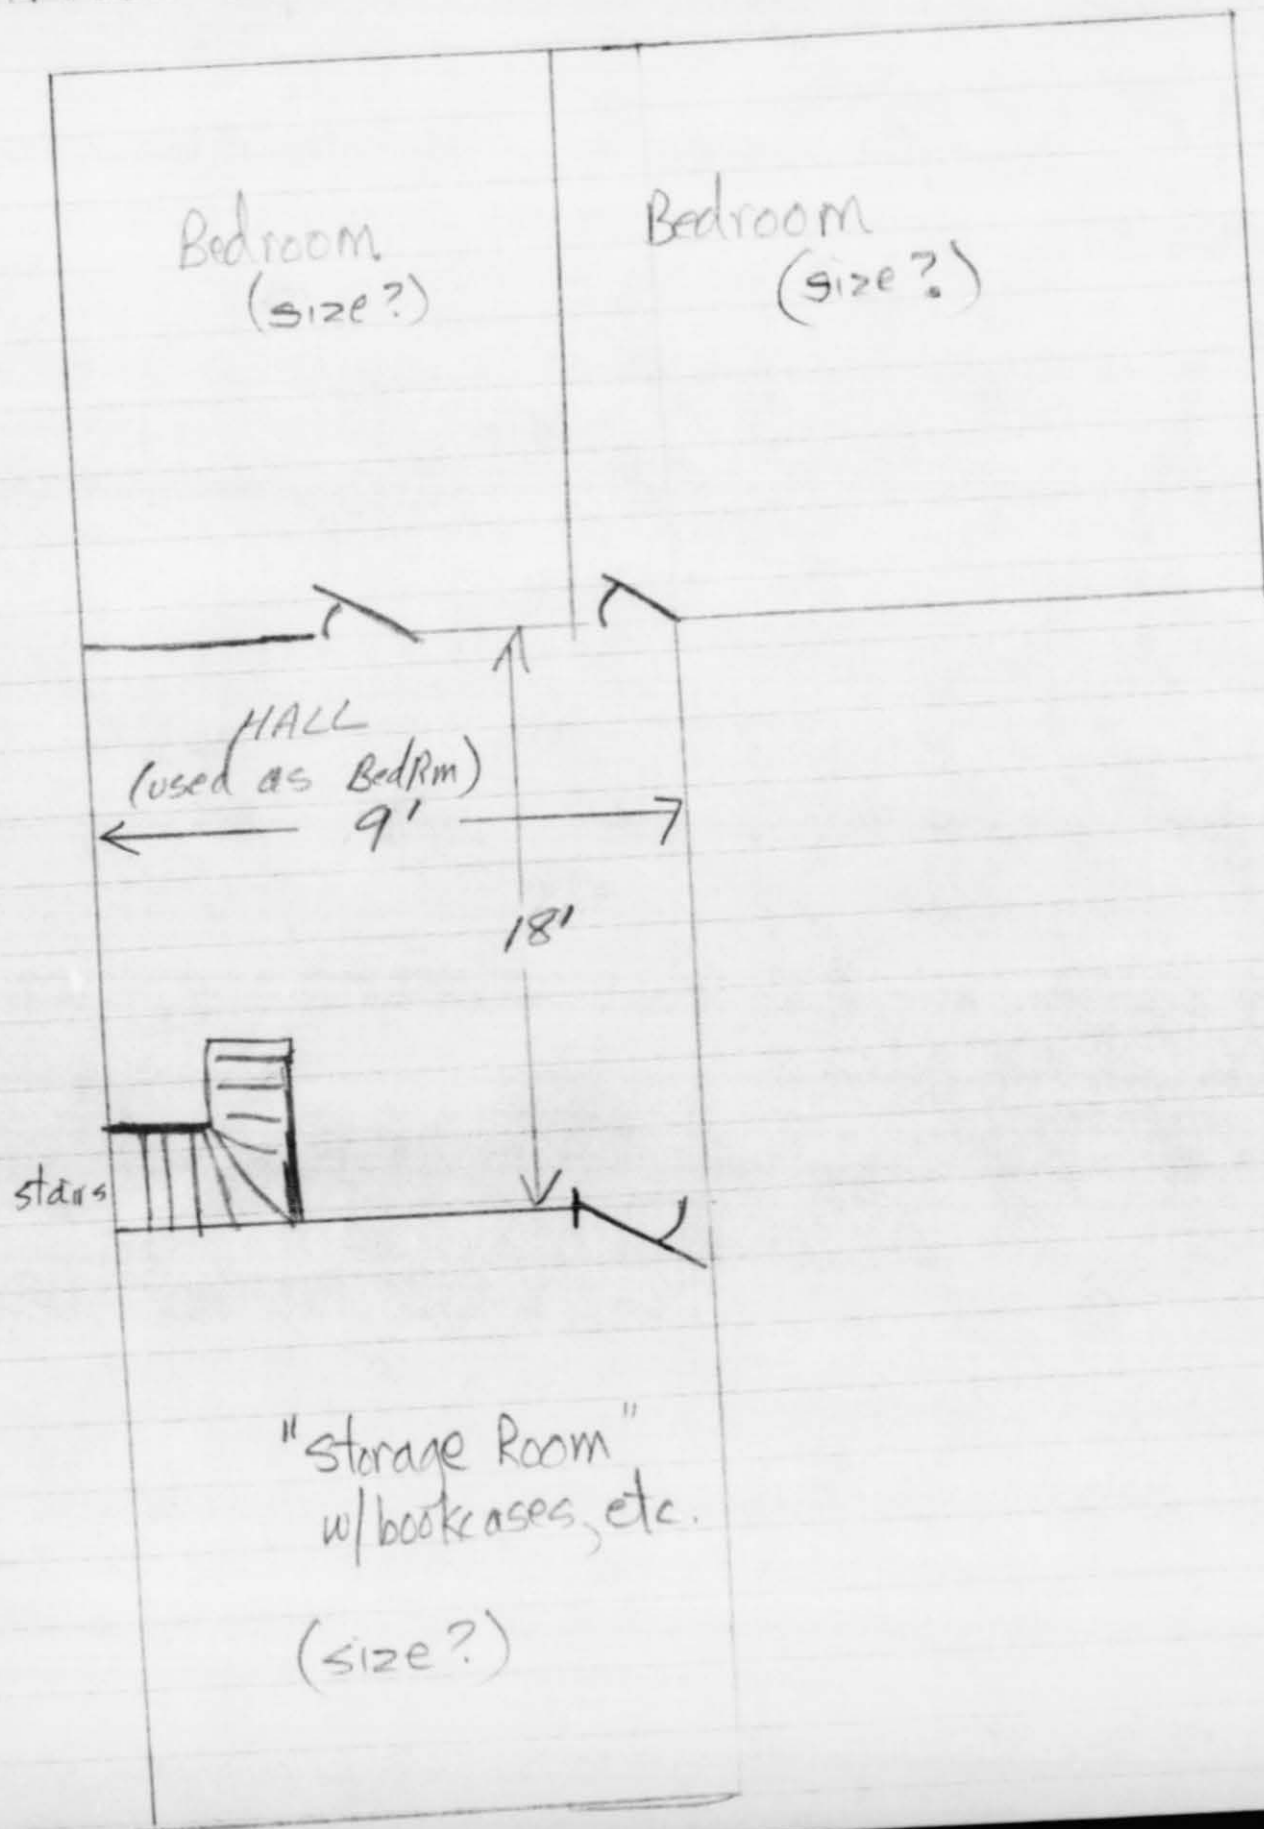 Bedroom
(size?)
Bedroom
(size?)
HALL
(used as BedRm)
9'
18'
stairs
"Storage Room"
w/bookcases, etc.
(size?)